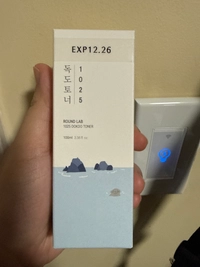 EXP12.26
독 1
도 0
토 2
너 5
ROUND LAB
1025 DOKDO TONER